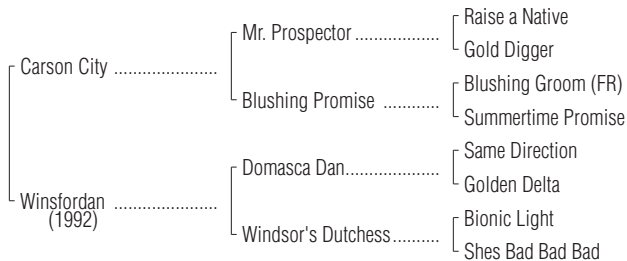 Raise a Native
Mr. Prospector ..................
Gold Digger
Carson City ......................
Blushing Groom (FR)
Blushing Promise ............
Summertime Promise
Same Direction
Domasca Dan....................
Golden Delta
Winsfordan ......................
(1992)
Bionic Light
Windsor's Dutchess..........
Shes Bad Bad Bad